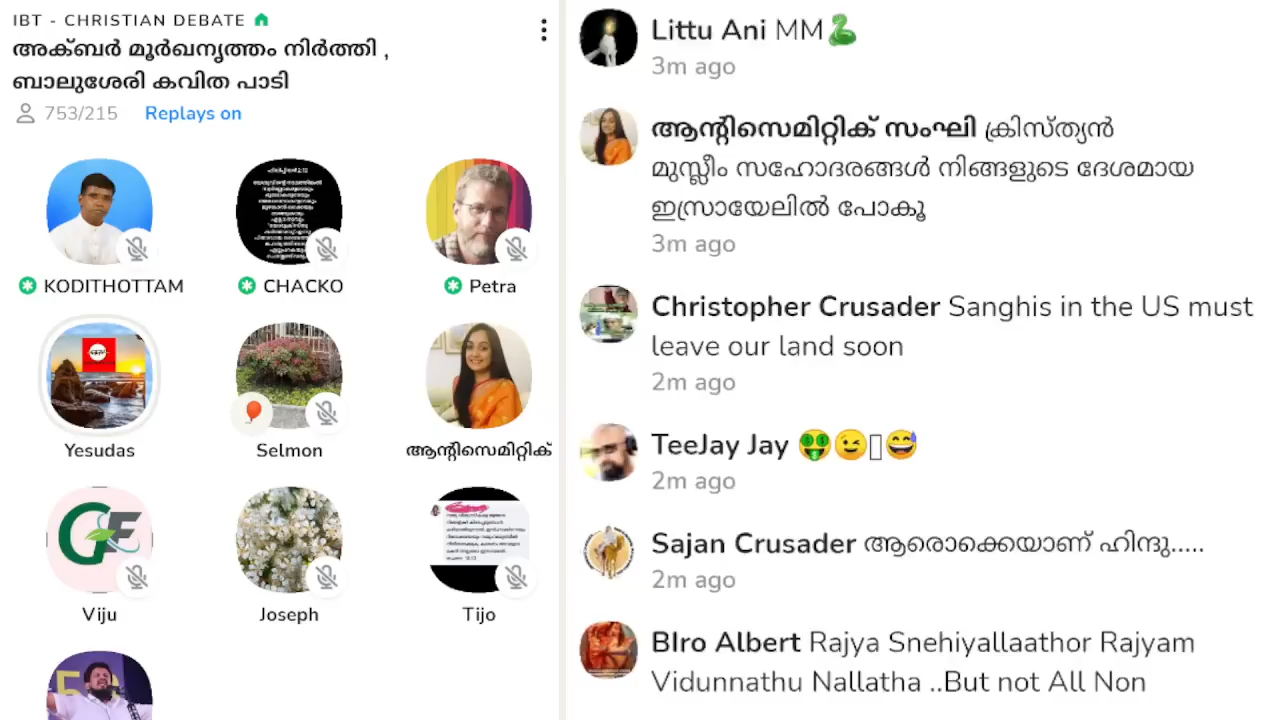 IBT - CHRISTIAN DEBATE
അക്ബർ മൂർഖനൃത്തം നിർത്തി ,
ബാലുശേരി കവിത പാടി
753/215 Replays on
KODITHOTTAM CHACKO Petra
Yesudas Selmon ആന്റിസെമിറ്റിക്
Viju Joseph Tijo
Littu Ani MM🐍
3m ago
ആന്റിസെമിറ്റിക് സംഘി ക്രിസ്ത്യൻ
മുസ്ലീം സഹോദരങ്ങൾ നിങ്ങളുടെ ദേശമായ
ഇസ്രായേലിൽ പോകൂ
3m ago
Christopher Crusader Sanghis in the US must
leave our land soon
2m ago
TeeJay Jay 🤑😉▯😅
2m ago
Sajan Crusader ആരൊക്കെയാണ് ഹിന്ദു.....
2m ago
BIro Albert Rajya Snehiyallaathor Rajyam
Vidunnathu Nallatha ..But not All Non